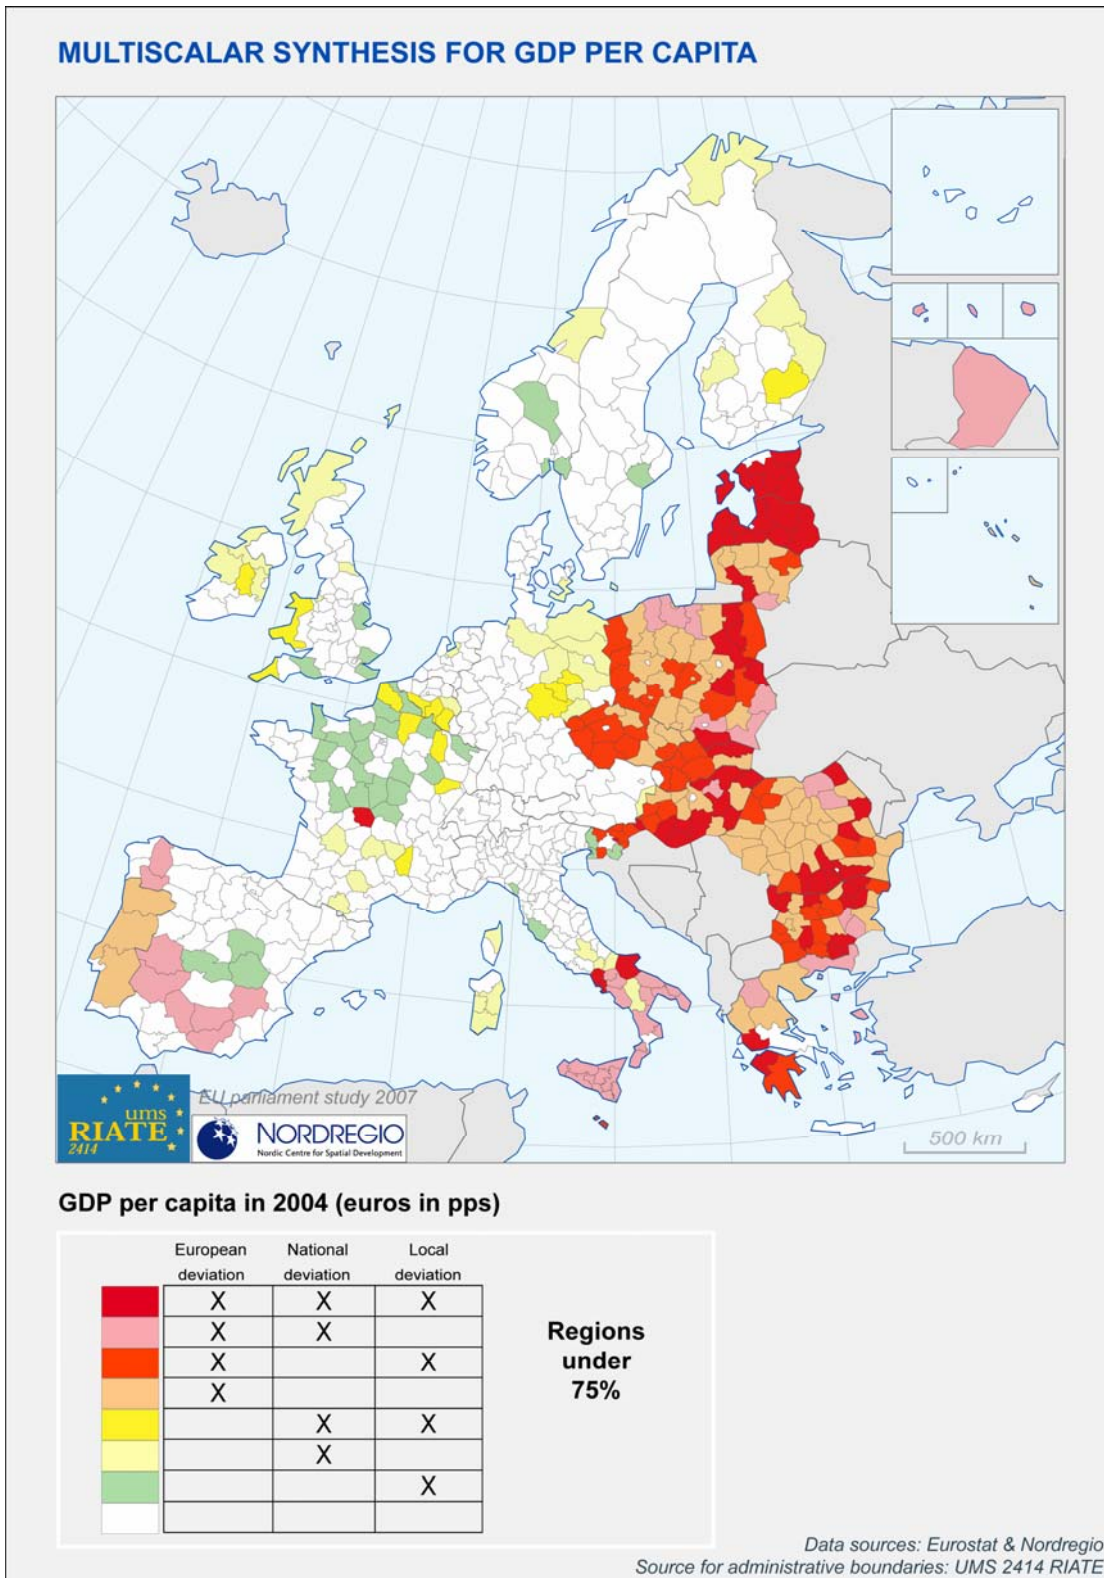 MULTISCALAR SYNTHESIS FOR GDP PER CAPITA
EU parliament study 2007
ums
RIATE
2414
NORDREGIO
Nordic Centre for Spatial Development
500 km
GDP per capita in 2004 (euros in pps)
European deviation National deviation Local deviation
X X X
X X
X X
X
X X
X
X
Regions
under
75%
Data sources: Eurostat & Nordregio
Source for administrative boundaries: UMS 2414 RIATE